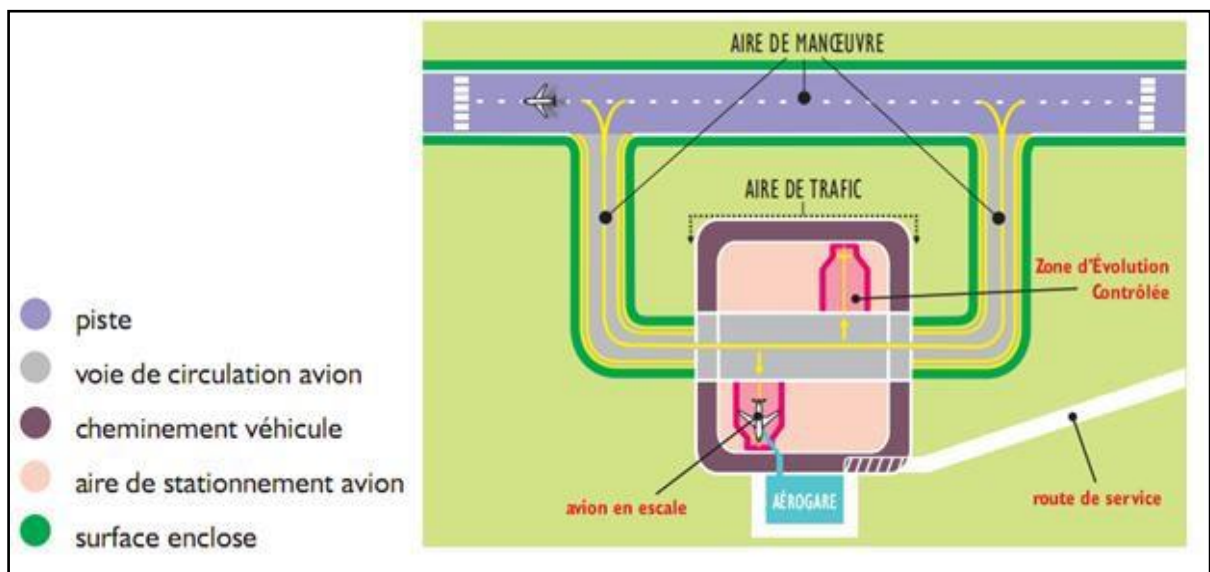 AIRE DE MANŒUVRE
AIRE DE TRAFIC
Zone d'Évolution
Contrôlée
piste
voie de circulation avion
cheminement véhicule
aire de stationnement avion
surface enclose
avion en escale
AÉROGARE
route de service